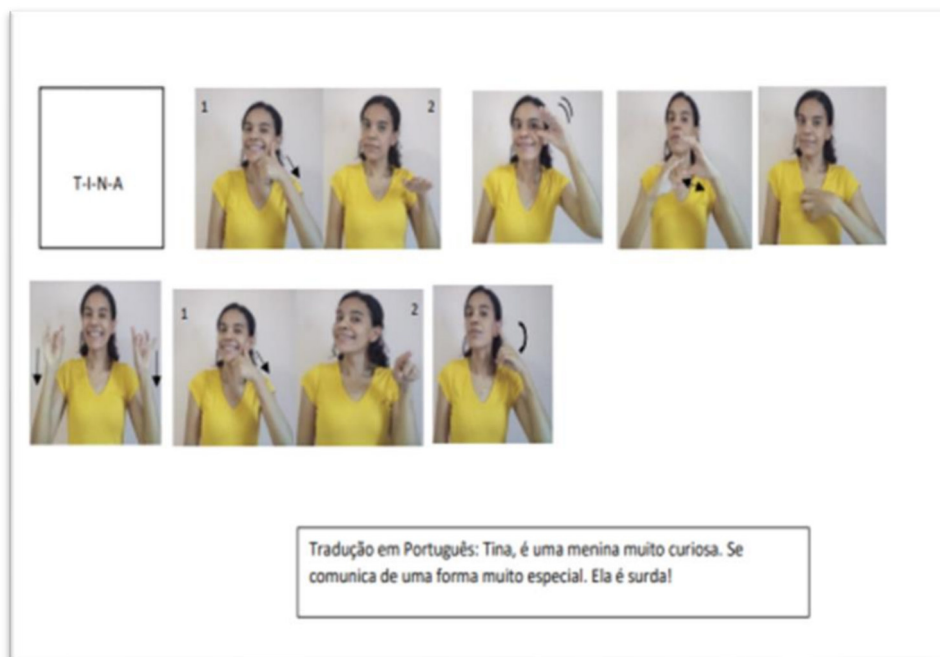 T-I-N-A
1
2
1
2
Tradução em Português: Tina, é uma menina muito curiosa. Se
comunica de uma forma muito especial. Ela é surda!